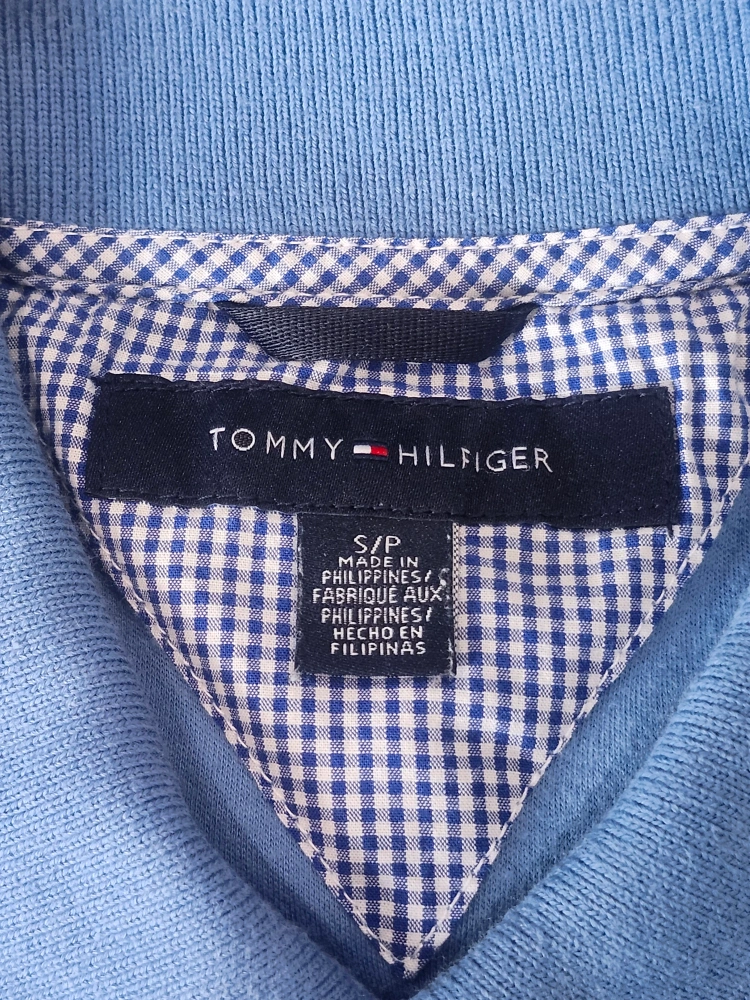 TOMMY HILFIGER
S/P
MADE IN
PHILIPPINES/
FABRIQUÉ AUX
PHILIPPINES/
HECHO EN
FILIPINAS